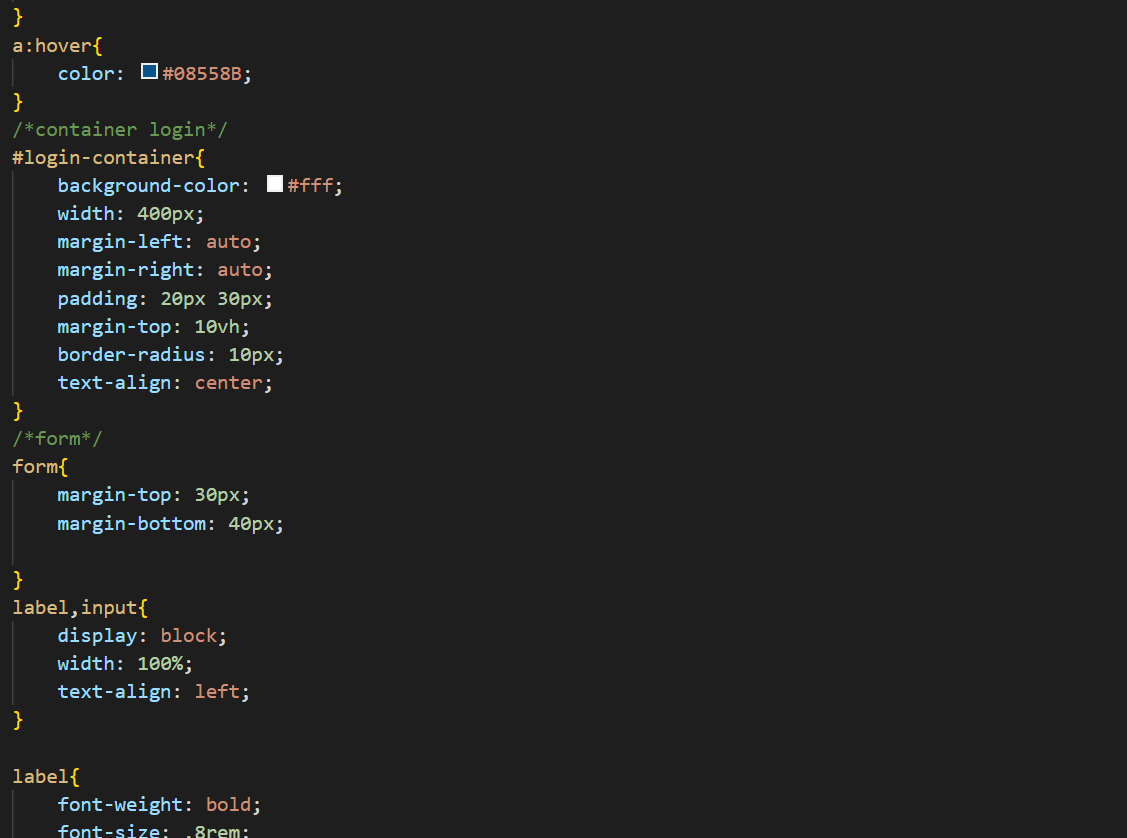 }
a:hover{
    color: #08558B;
}
/*container login*/
#login-container{
    background-color: #fff;
    width: 400px;
    margin-left: auto;
    margin-right: auto;
    padding: 20px 30px;
    margin-top: 10vh;
    border-radius: 10px;
    text-align: center;
}
/*form*/
form{
    margin-top: 30px;
    margin-bottom: 40px;

}
label,input{
    display: block;
    width: 100%;
    text-align: left;
}

label{
    font-weight: bold;
    font-size: .8rem;